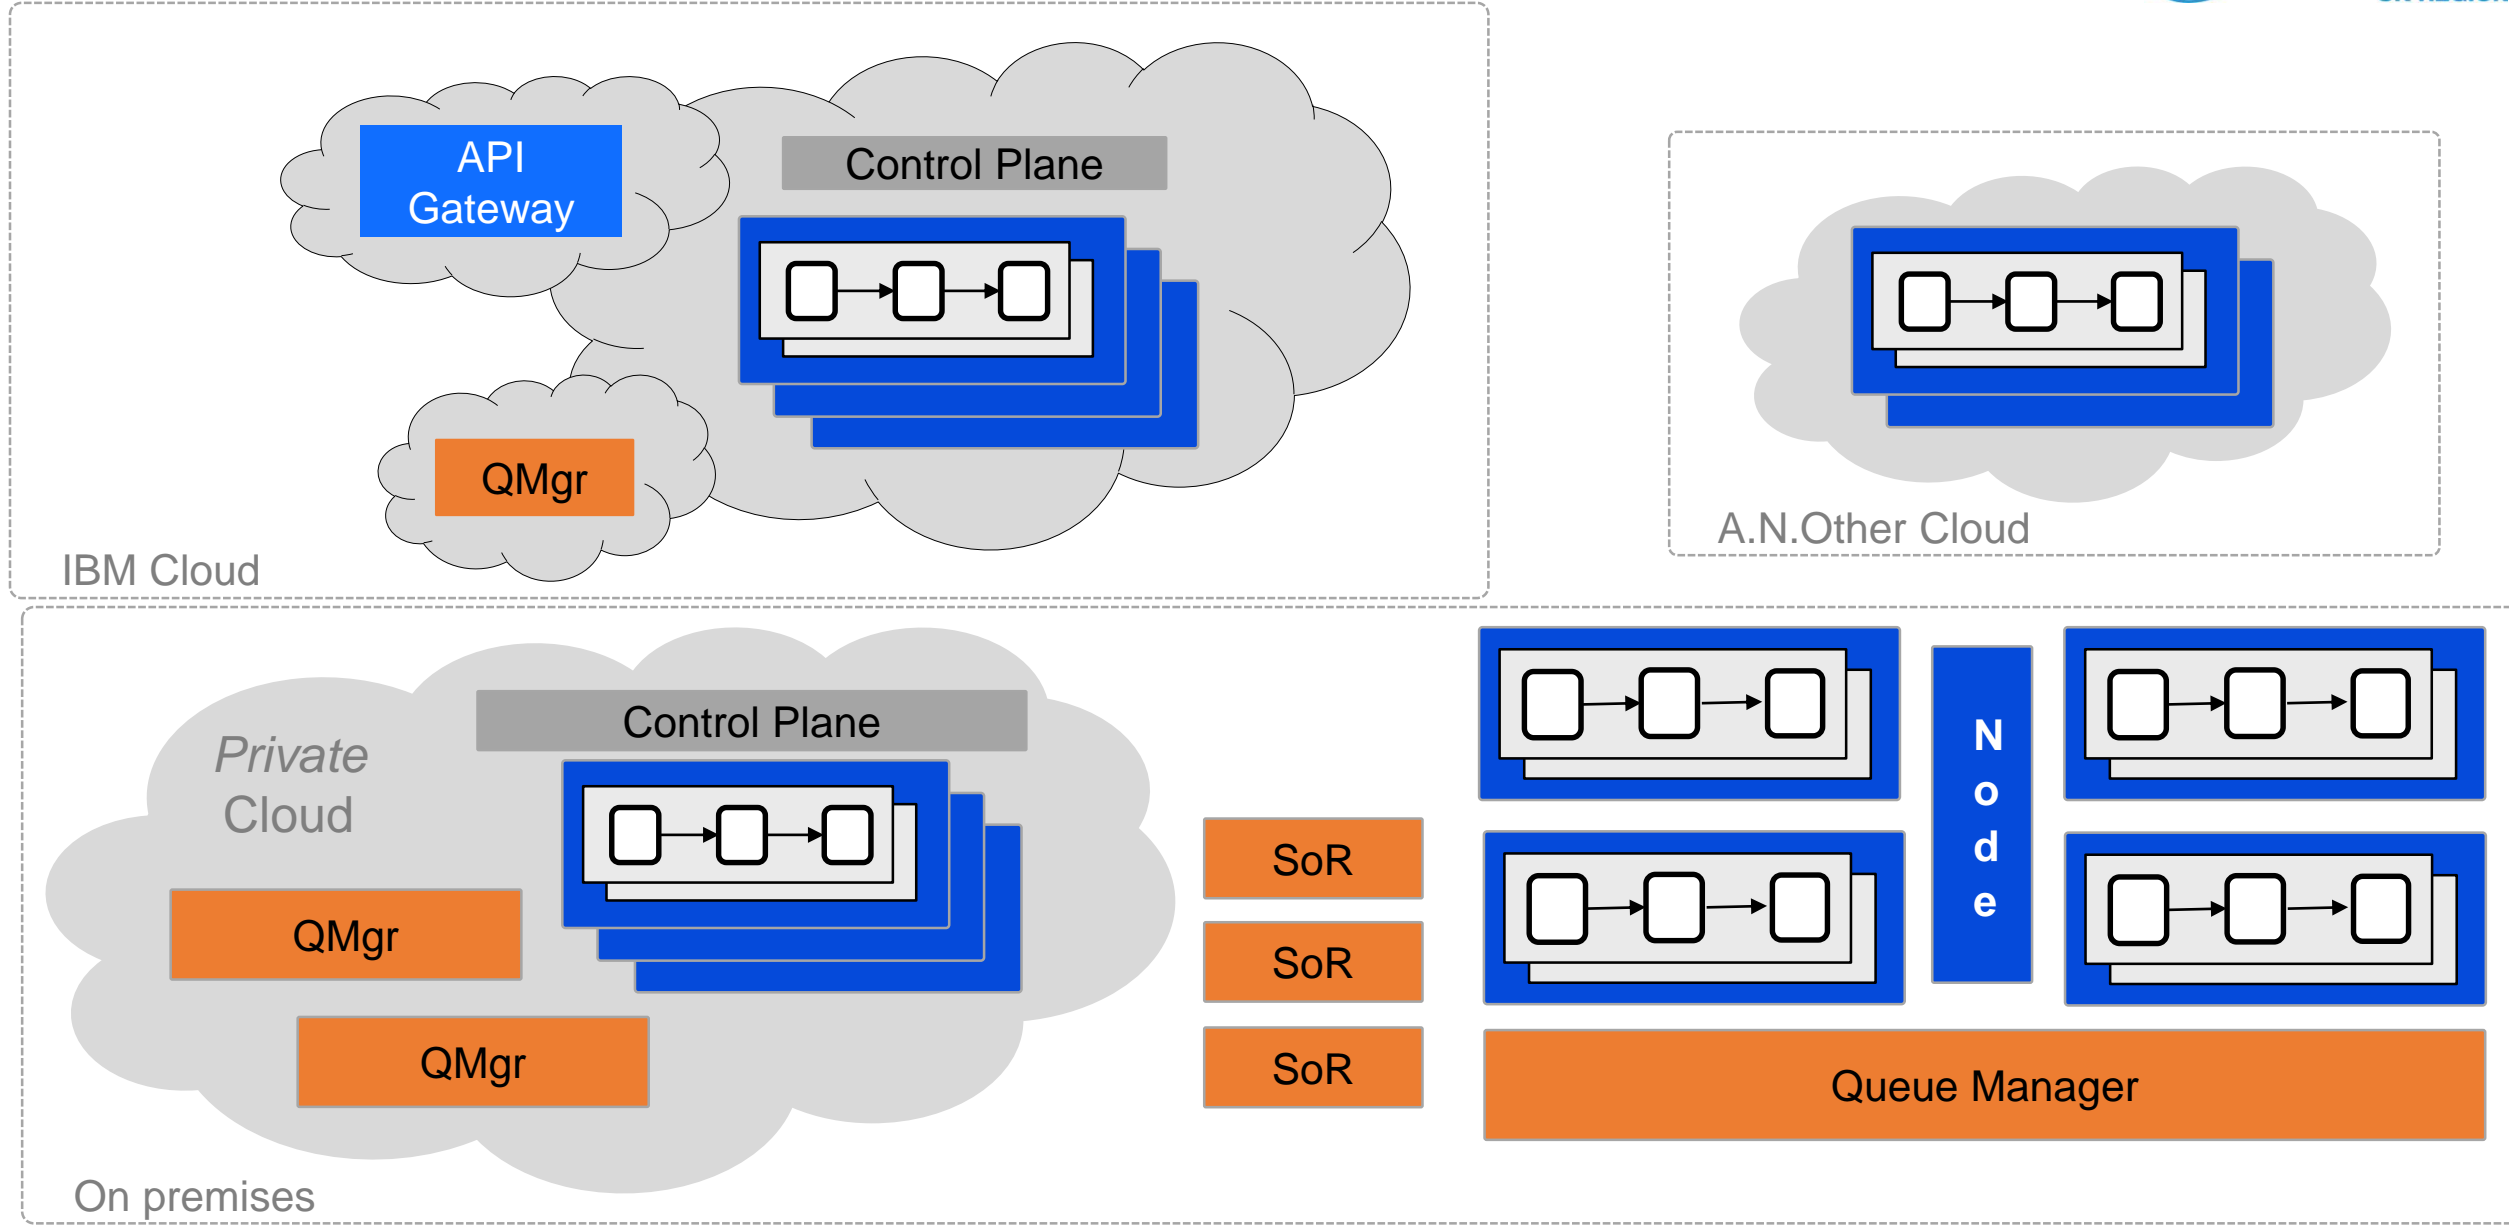 API
Gateway
Control Plane
QMgr
IBM Cloud
A.N.Other Cloud
Private
Cloud
Control Plane
QMgr
QMgr
SoR
SoR
SoR
N
o
d
e
Queue Manager
On premises